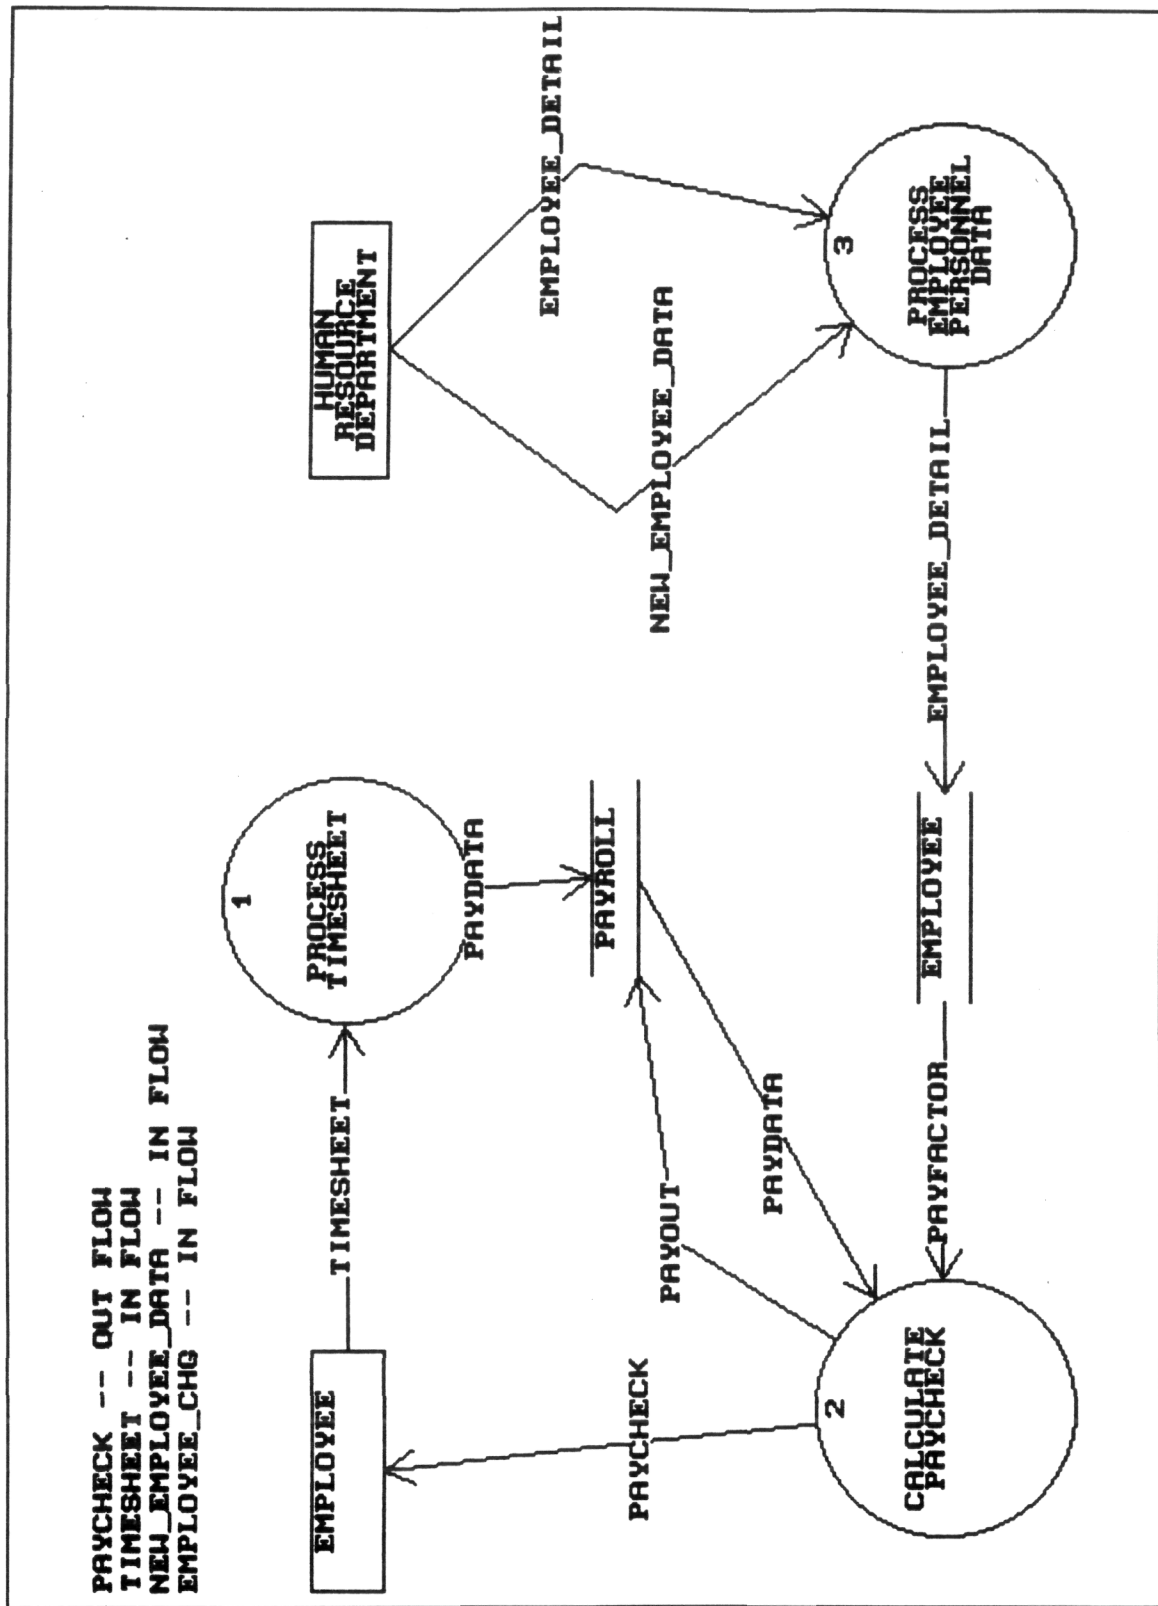 PAYCHECK -- OUT FLOW
TIMESHEET -- IN FLOW
NEW_EMPLOYEE_DATA -- IN FLOW
EMPLOYEE_CHG -- IN FLOW
EMPLOYEE
TIMESHEET
1
PROCESS
TIMESHEET
HUMAN
RESOURCE
DEPARTMENT
PAYDATA
EMPLOYEE_DETAIL
PAYROLL
NEW_EMPLOYEE_DATA
PAYCHECK
PAYOUT
PAYDATA
2
CALCULATE
PAYCHECK
PAYFACTOR
EMPLOYEE
EMPLOYEE_DETAIL
3
PROCESS
EMPLOYEE
PERSONNEL
DATA